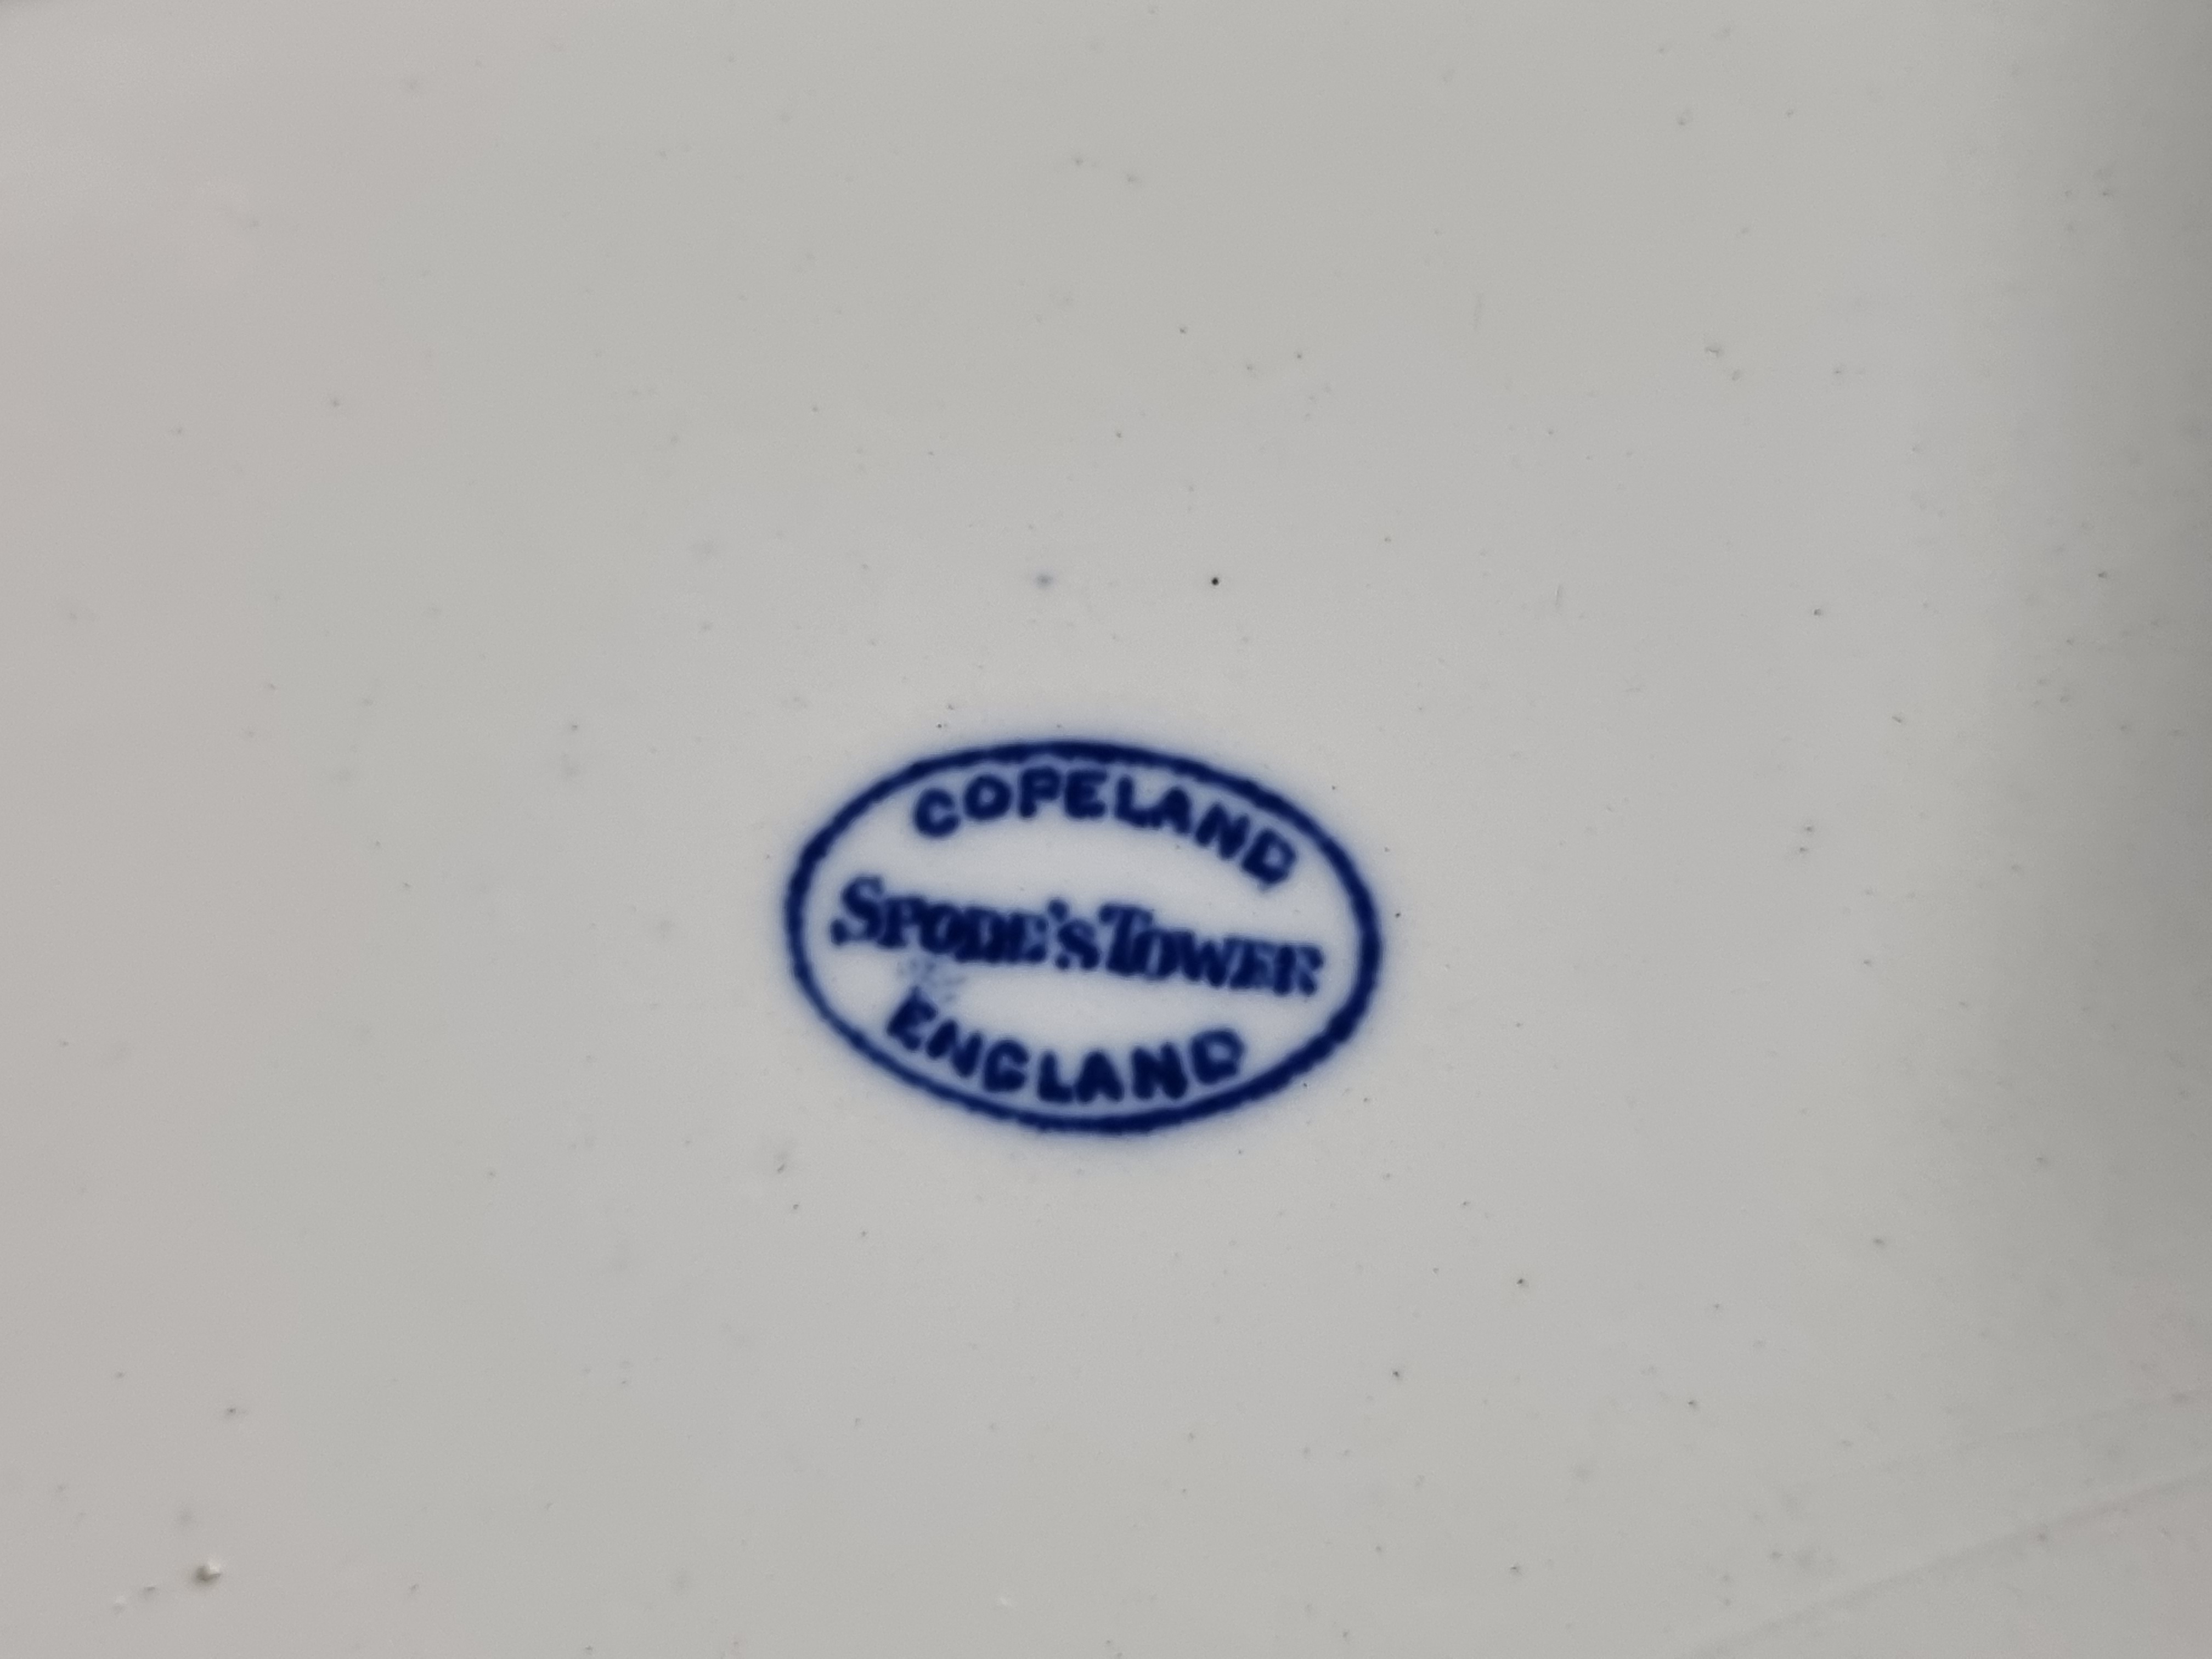 COPELAND
SPODE'S TOWER
ENGLAND